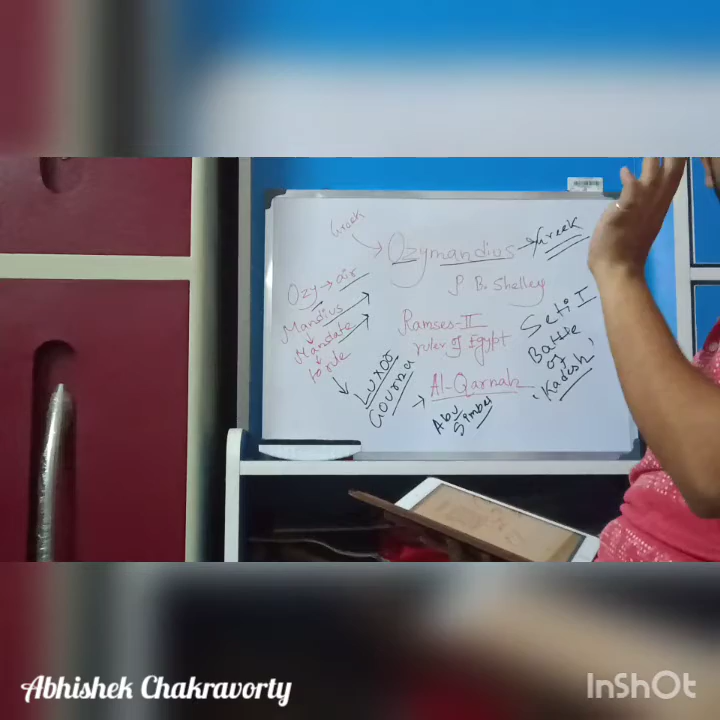 Greek
Ozymandius → Greek
P B. Shelley
Ozy → air
Mandius
Mandate
to rule
Ramses-II
ruler of Egypt
Luxor
Gourna
→ Al-Qarnah
Abu
Simbel
Seti I
Battle
of
'Kadesh'
Abhishek Chakravorty
InShOt